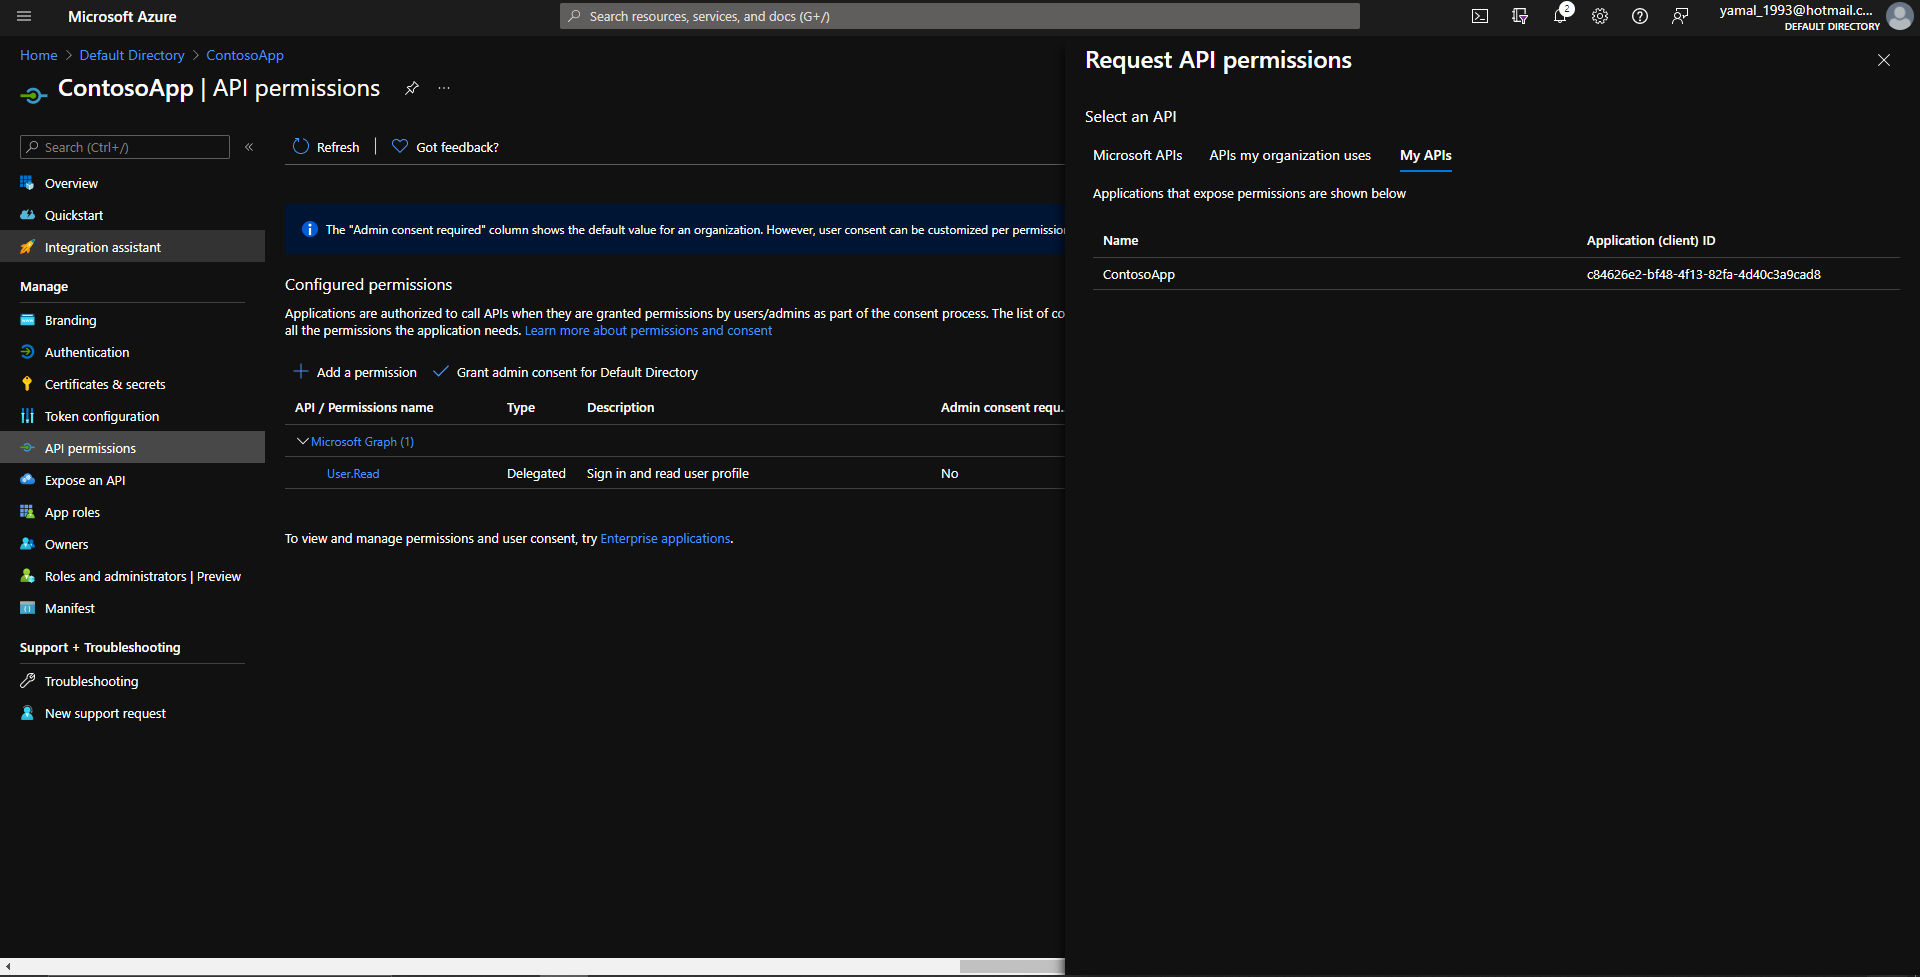 Microsoft Azure
Search resources, services, and docs (G+/)
2
yamal_1993@hotmail.c...
DEFAULT DIRECTORY
Home > Default Directory > ContosoApp
ContosoApp | API permissions
...
Search (Ctrl+/)
«
Overview
Quickstart
Integration assistant
Manage
Branding
Authentication
Certificates & secrets
Token configuration
API permissions
Expose an API
App roles
Owners
Roles and administrators | Preview
Manifest
Support + Troubleshooting
Troubleshooting
New support request
Refresh
Got feedback?
The "Admin consent required" column shows the default value for an organization. However, user consent can be customized per permissio
Configured permissions
Applications are authorized to call APIs when they are granted permissions by users/admins as part of the consent process. The list of co
all the permissions the application needs. Learn more about permissions and consent
Add a permission
Grant admin consent for Default Directory
API / Permissions name Type Description Admin consent requ...
Microsoft Graph (1)
User.Read Delegated Sign in and read user profile No
To view and manage permissions and user consent, try Enterprise applications.
Request API permissions
Select an API
Microsoft APIs APIs my organization uses My APIs
Applications that expose permissions are shown below
Name Application (client) ID
ContosoApp c84626e2-bf48-4f13-82fa-4d40c3a9cad8